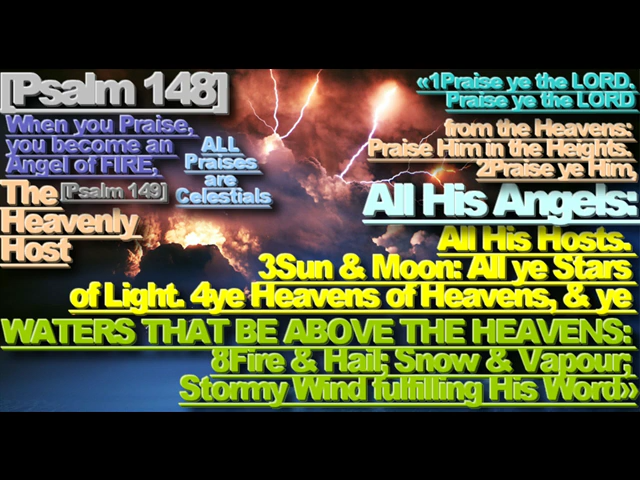 [Psalm 148]
When you Praise,
you become an
Angel of FIRE,
ALL
Praises
are
Celestials
The [Psalm 149]
Heavenly
Host
«1Praise ye the LORD.
Praise ye the LORD
from the Heavens:
Praise Him in the Heights.
2Praise ye Him,
All His Angels:
All His Hosts.
3Sun & Moon: All ye Stars
of Light. 4ye Heavens of Heavens, & ye
WATERS THAT BE ABOVE THE HEAVENS:
8Fire & Hail; Snow & Vapour;
Stormy Wind fulfilling His Word»